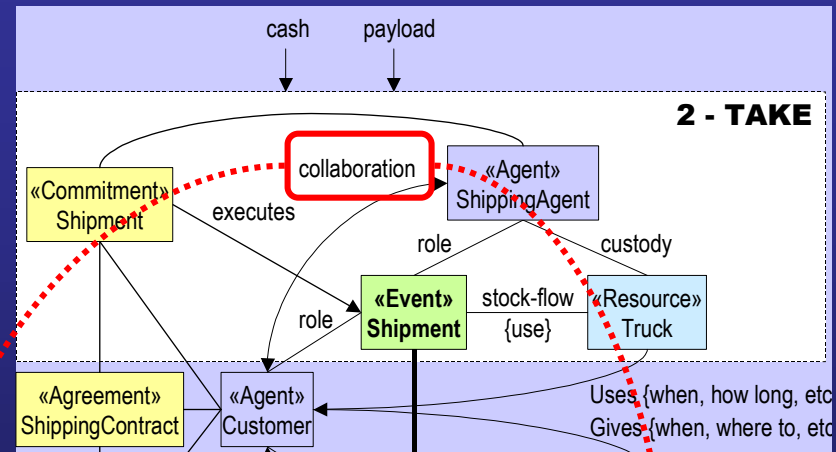 cash
payload
2 - TAKE
collaboration
«Commitment»
Shipment
«Agent»
ShippingAgent
executes
role
custody
«Event»
Shipment
stock-flow
{use}
«Resource»
Truck
role
«Agreement»
ShippingContract
«Agent»
Customer
Uses {when, how long, etc
Gives {when, where to, etc